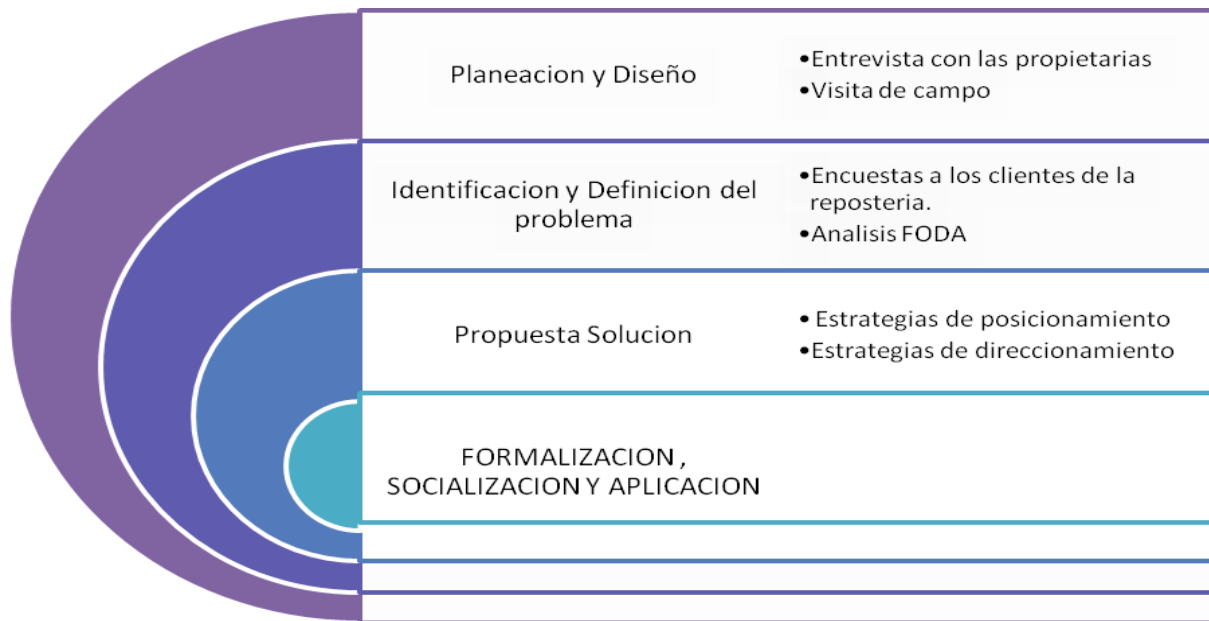 Planeacion y Diseño
•Entrevista con las propietarias
•Visita de campo
Identificacion y Definicion del
problema
•Encuestas a los clientes de la
reposteria.
•Analisis FODA
Propuesta Solucion
• Estrategias de posicionamiento
•Estrategias de direccionamiento
FORMALIZACION ,
SOCIALIZACION Y APLICACION